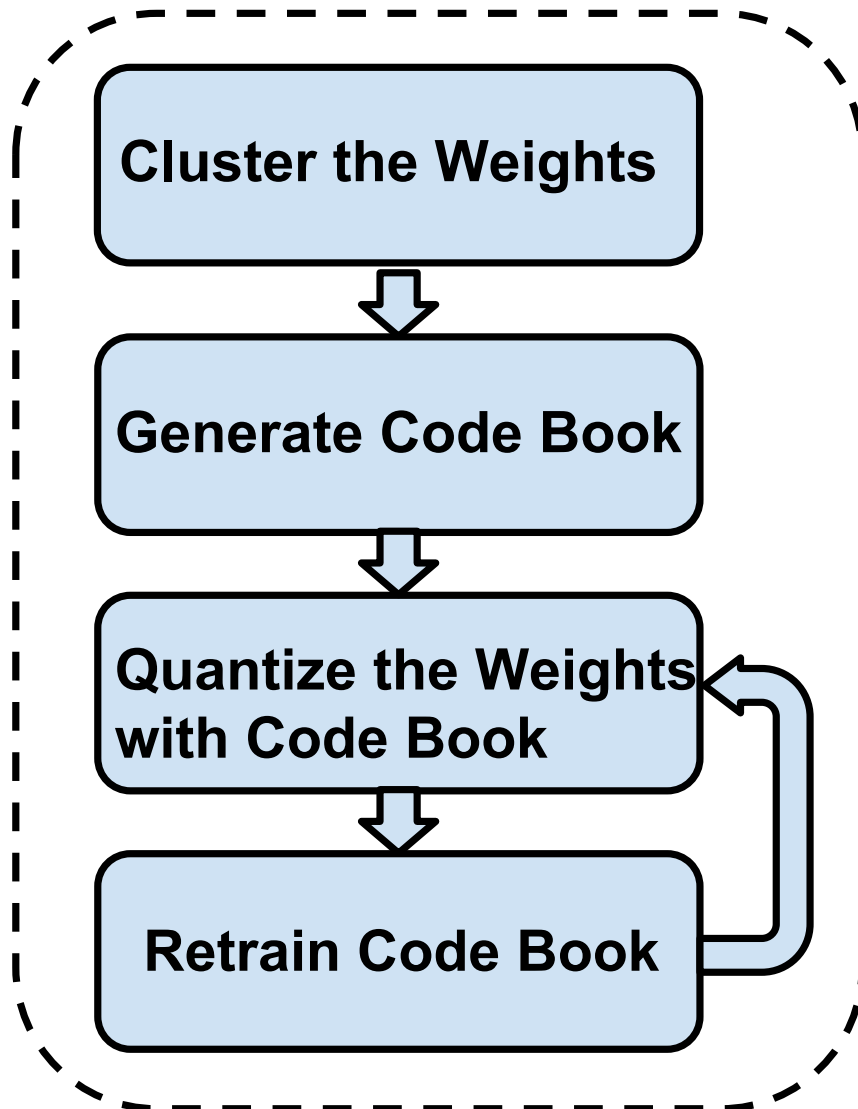 Cluster the Weights
Generate Code Book
Quantize the Weights
with Code Book
Retrain Code Book